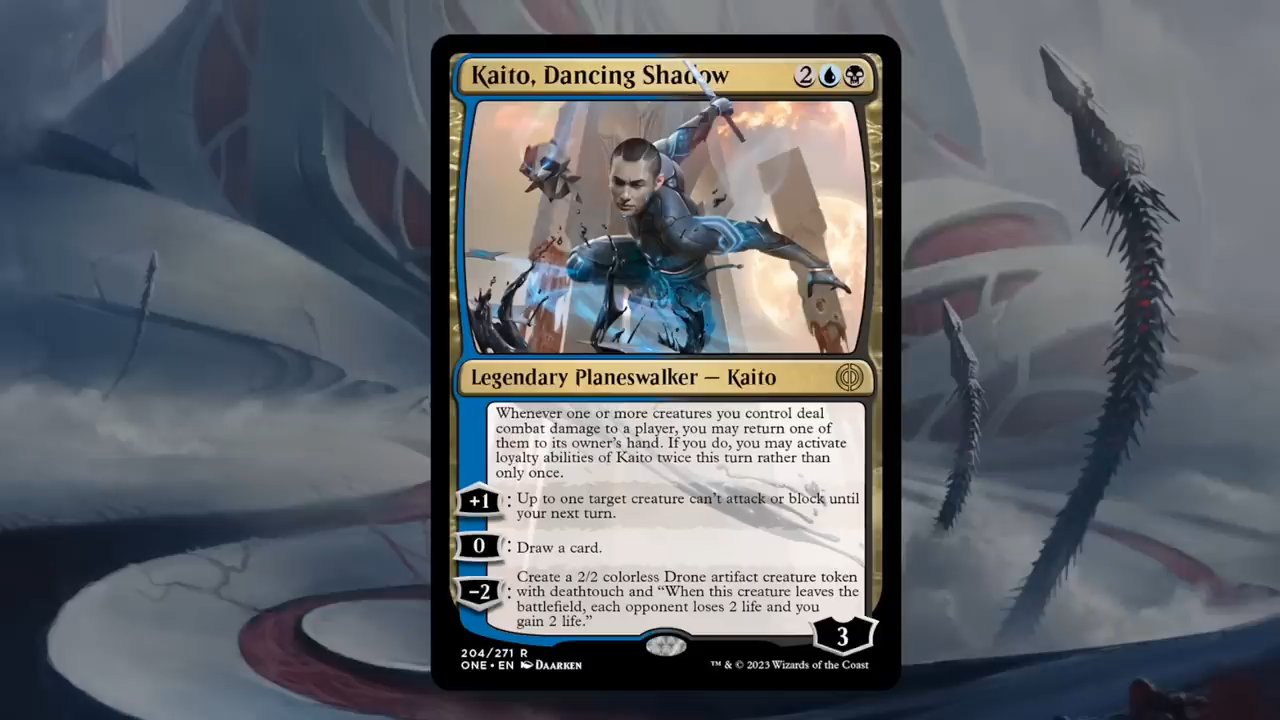 Kaito, Dancing Shadow 2
Legendary Planeswalker — Kaito
Whenever one or more creatures you control deal
combat damage to a player, you may return one of
them to its owner's hand. If you do, you may activate
loyalty abilities of Kaito twice this turn rather than
only once.
+1 : Up to one target creature can't attack or block until
your next turn.
0 : Draw a card.
Create a 2/2 colorless Drone artifact creature token
−2 : with deathtouch and “When this creature leaves the
battlefield, each opponent loses 2 life and you
gain 2 life.”
3
204/271 R
ONE • EN DAARKEN
™ & © 2023 Wizards of the Coast